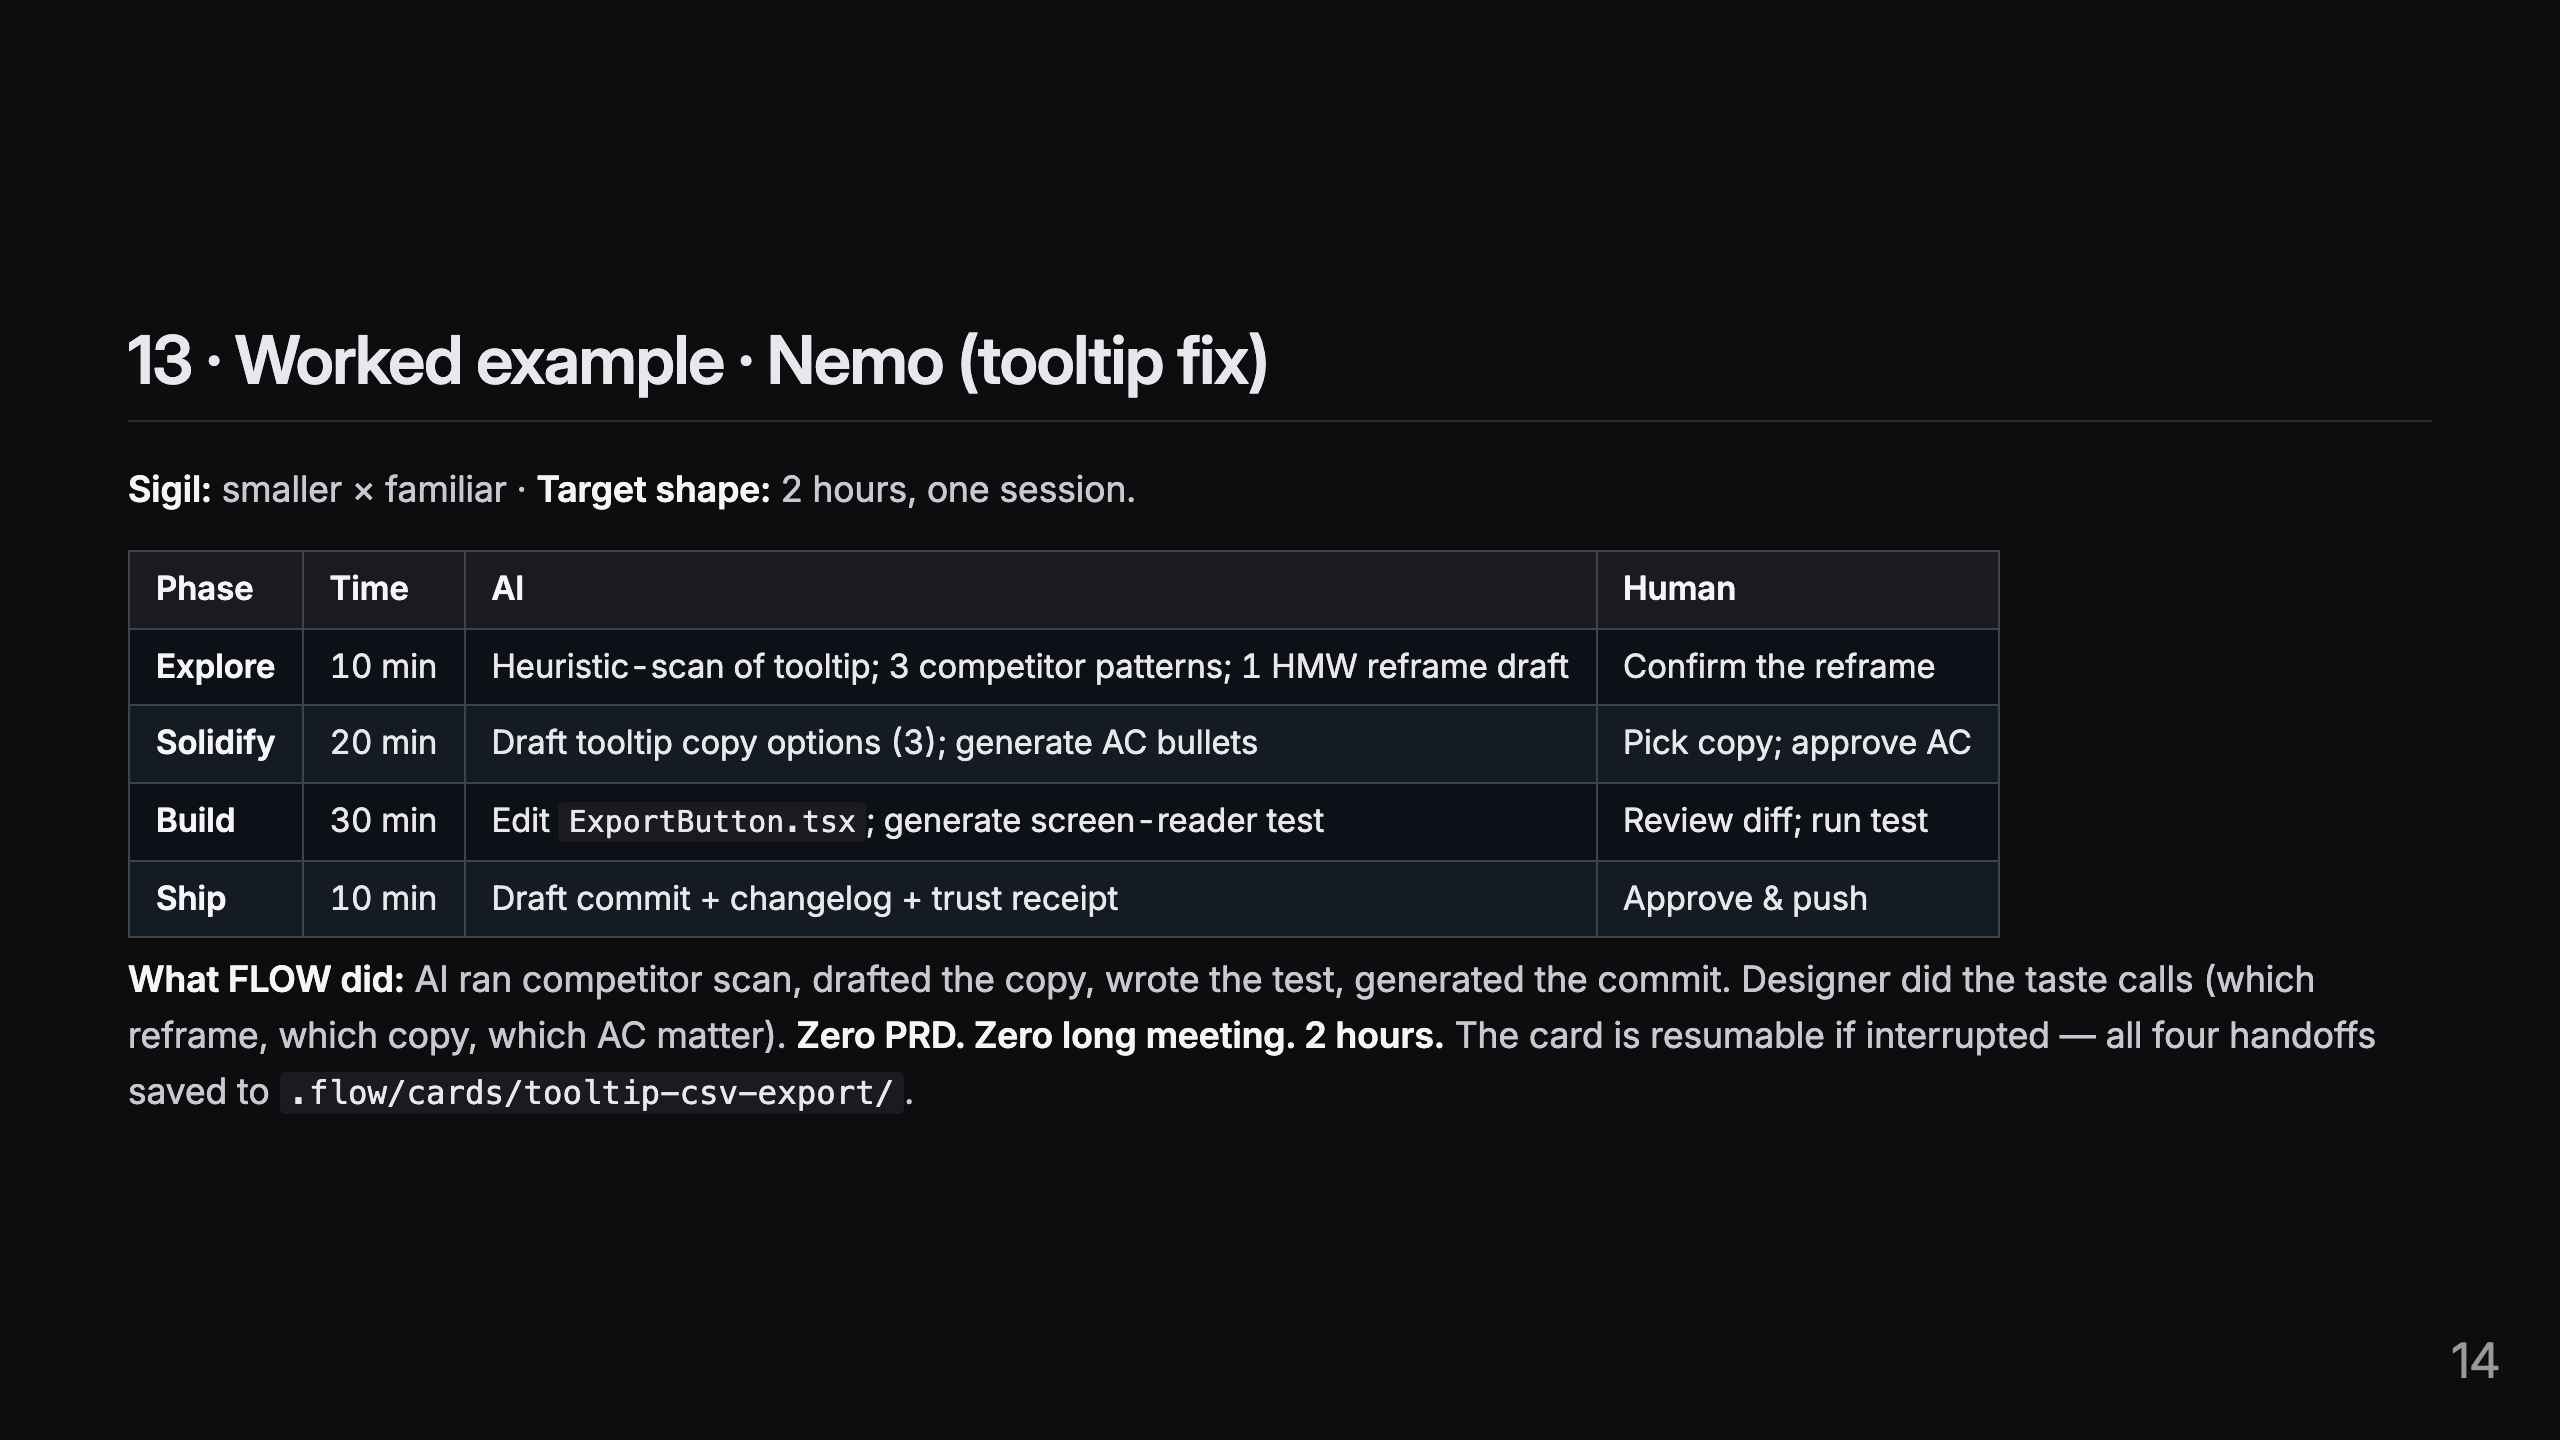 13 · Worked example · Nemo (tooltip fix)
Sigil: smaller × familiar · Target shape: 2 hours, one session.
Phase Time AI Human
Explore 10 min Heuristic-scan of tooltip; 3 competitor patterns; 1 HMW reframe draft Confirm the reframe
Solidify 20 min Draft tooltip copy options (3); generate AC bullets Pick copy; approve AC
Build 30 min Edit ExportButton.tsx; generate screen-reader test Review diff; run test
Ship 10 min Draft commit + changelog + trust receipt Approve & push
What FLOW did: AI ran competitor scan, drafted the copy, wrote the test, generated the commit. Designer did the taste calls (which
reframe, which copy, which AC matter). Zero PRD. Zero long meeting. 2 hours. The card is resumable if interrupted — all four handoffs
saved to .flow/cards/tooltip-csv-export/.
14